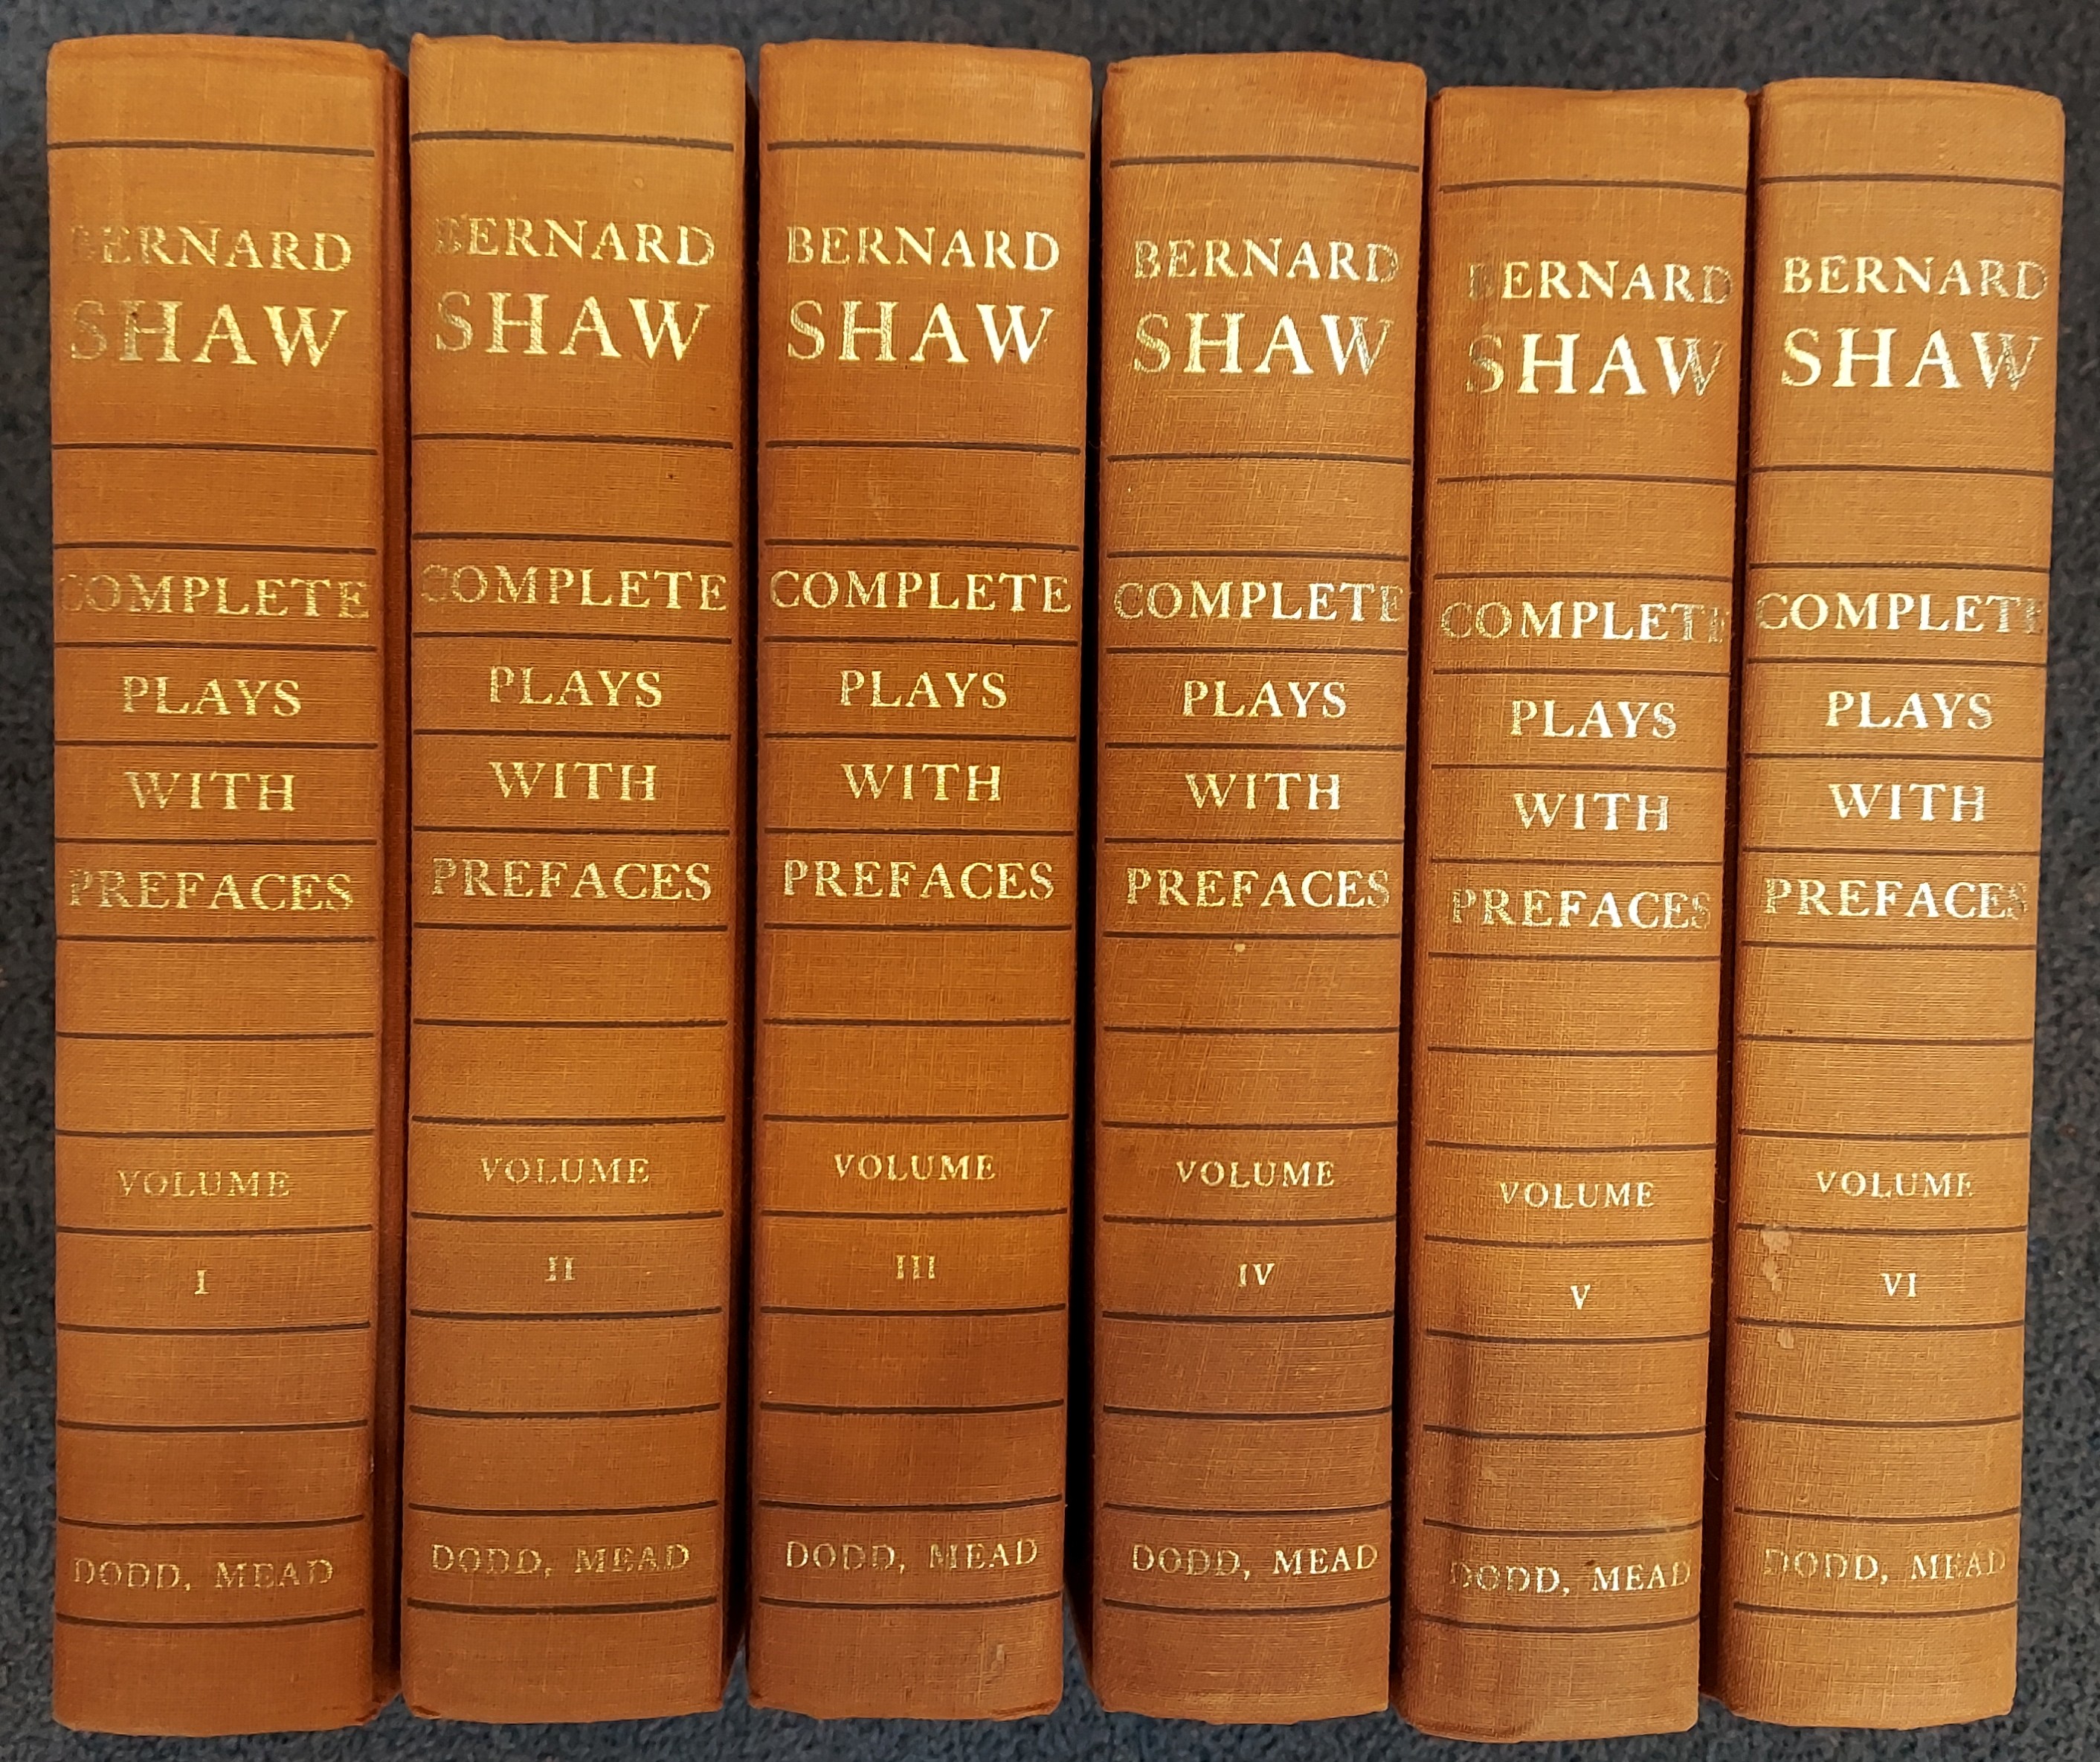 BERNARD
SHAW
COMPLETE
PLAYS
WITH
PREFACES
VOLUME
I
DODD, MEAD
BERNARD
SHAW
COMPLETE
PLAYS
WITH
PREFACES
VOLUME
II
DODD, MEAD
BERNARD
SHAW
COMPLETE
PLAYS
WITH
PREFACES
VOLUME
III
DODD, MEAD
BERNARD
SHAW
COMPLETE
PLAYS
WITH
PREFACES
VOLUME
IV
DODD, MEAD
BERNARD
SHAW
COMPLETE
PLAYS
WITH
PREFACES
VOLUME
V
DODD, MEAD
BERNARD
SHAW
COMPLETE
PLAYS
WITH
PREFACES
VOLUME
VI
DODD, MEAD